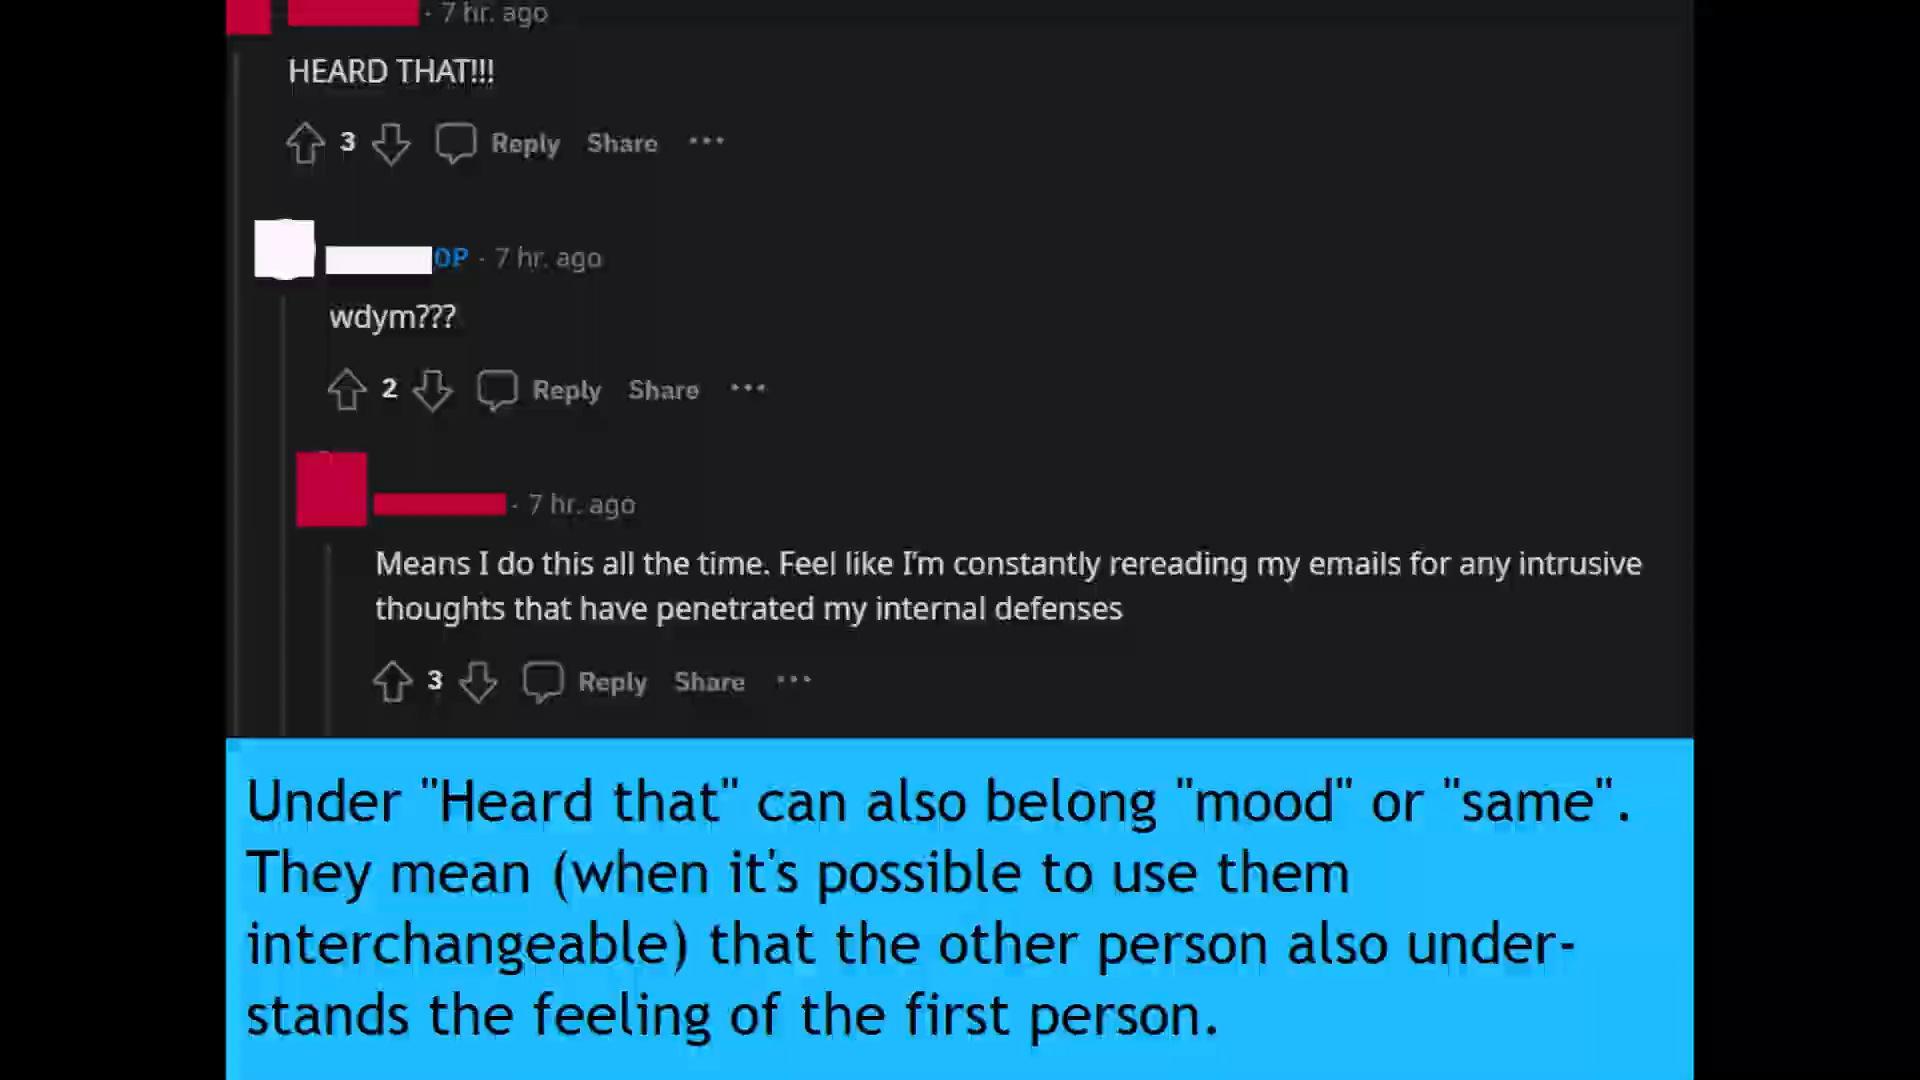 · 7 hr. ago
HEARD THAT!!!
3 Reply Share ···
OP · 7 hr. ago
wdym???
2 Reply Share ···
· 7 hr. ago
Means I do this all the time. Feel like I'm constantly rereading my emails for any intrusive
thoughts that have penetrated my internal defenses
3 Reply Share ···
Under "Heard that" can also belong "mood" or "same".
They mean (when it's possible to use them
interchangeable) that the other person also under-
stands the feeling of the first person.